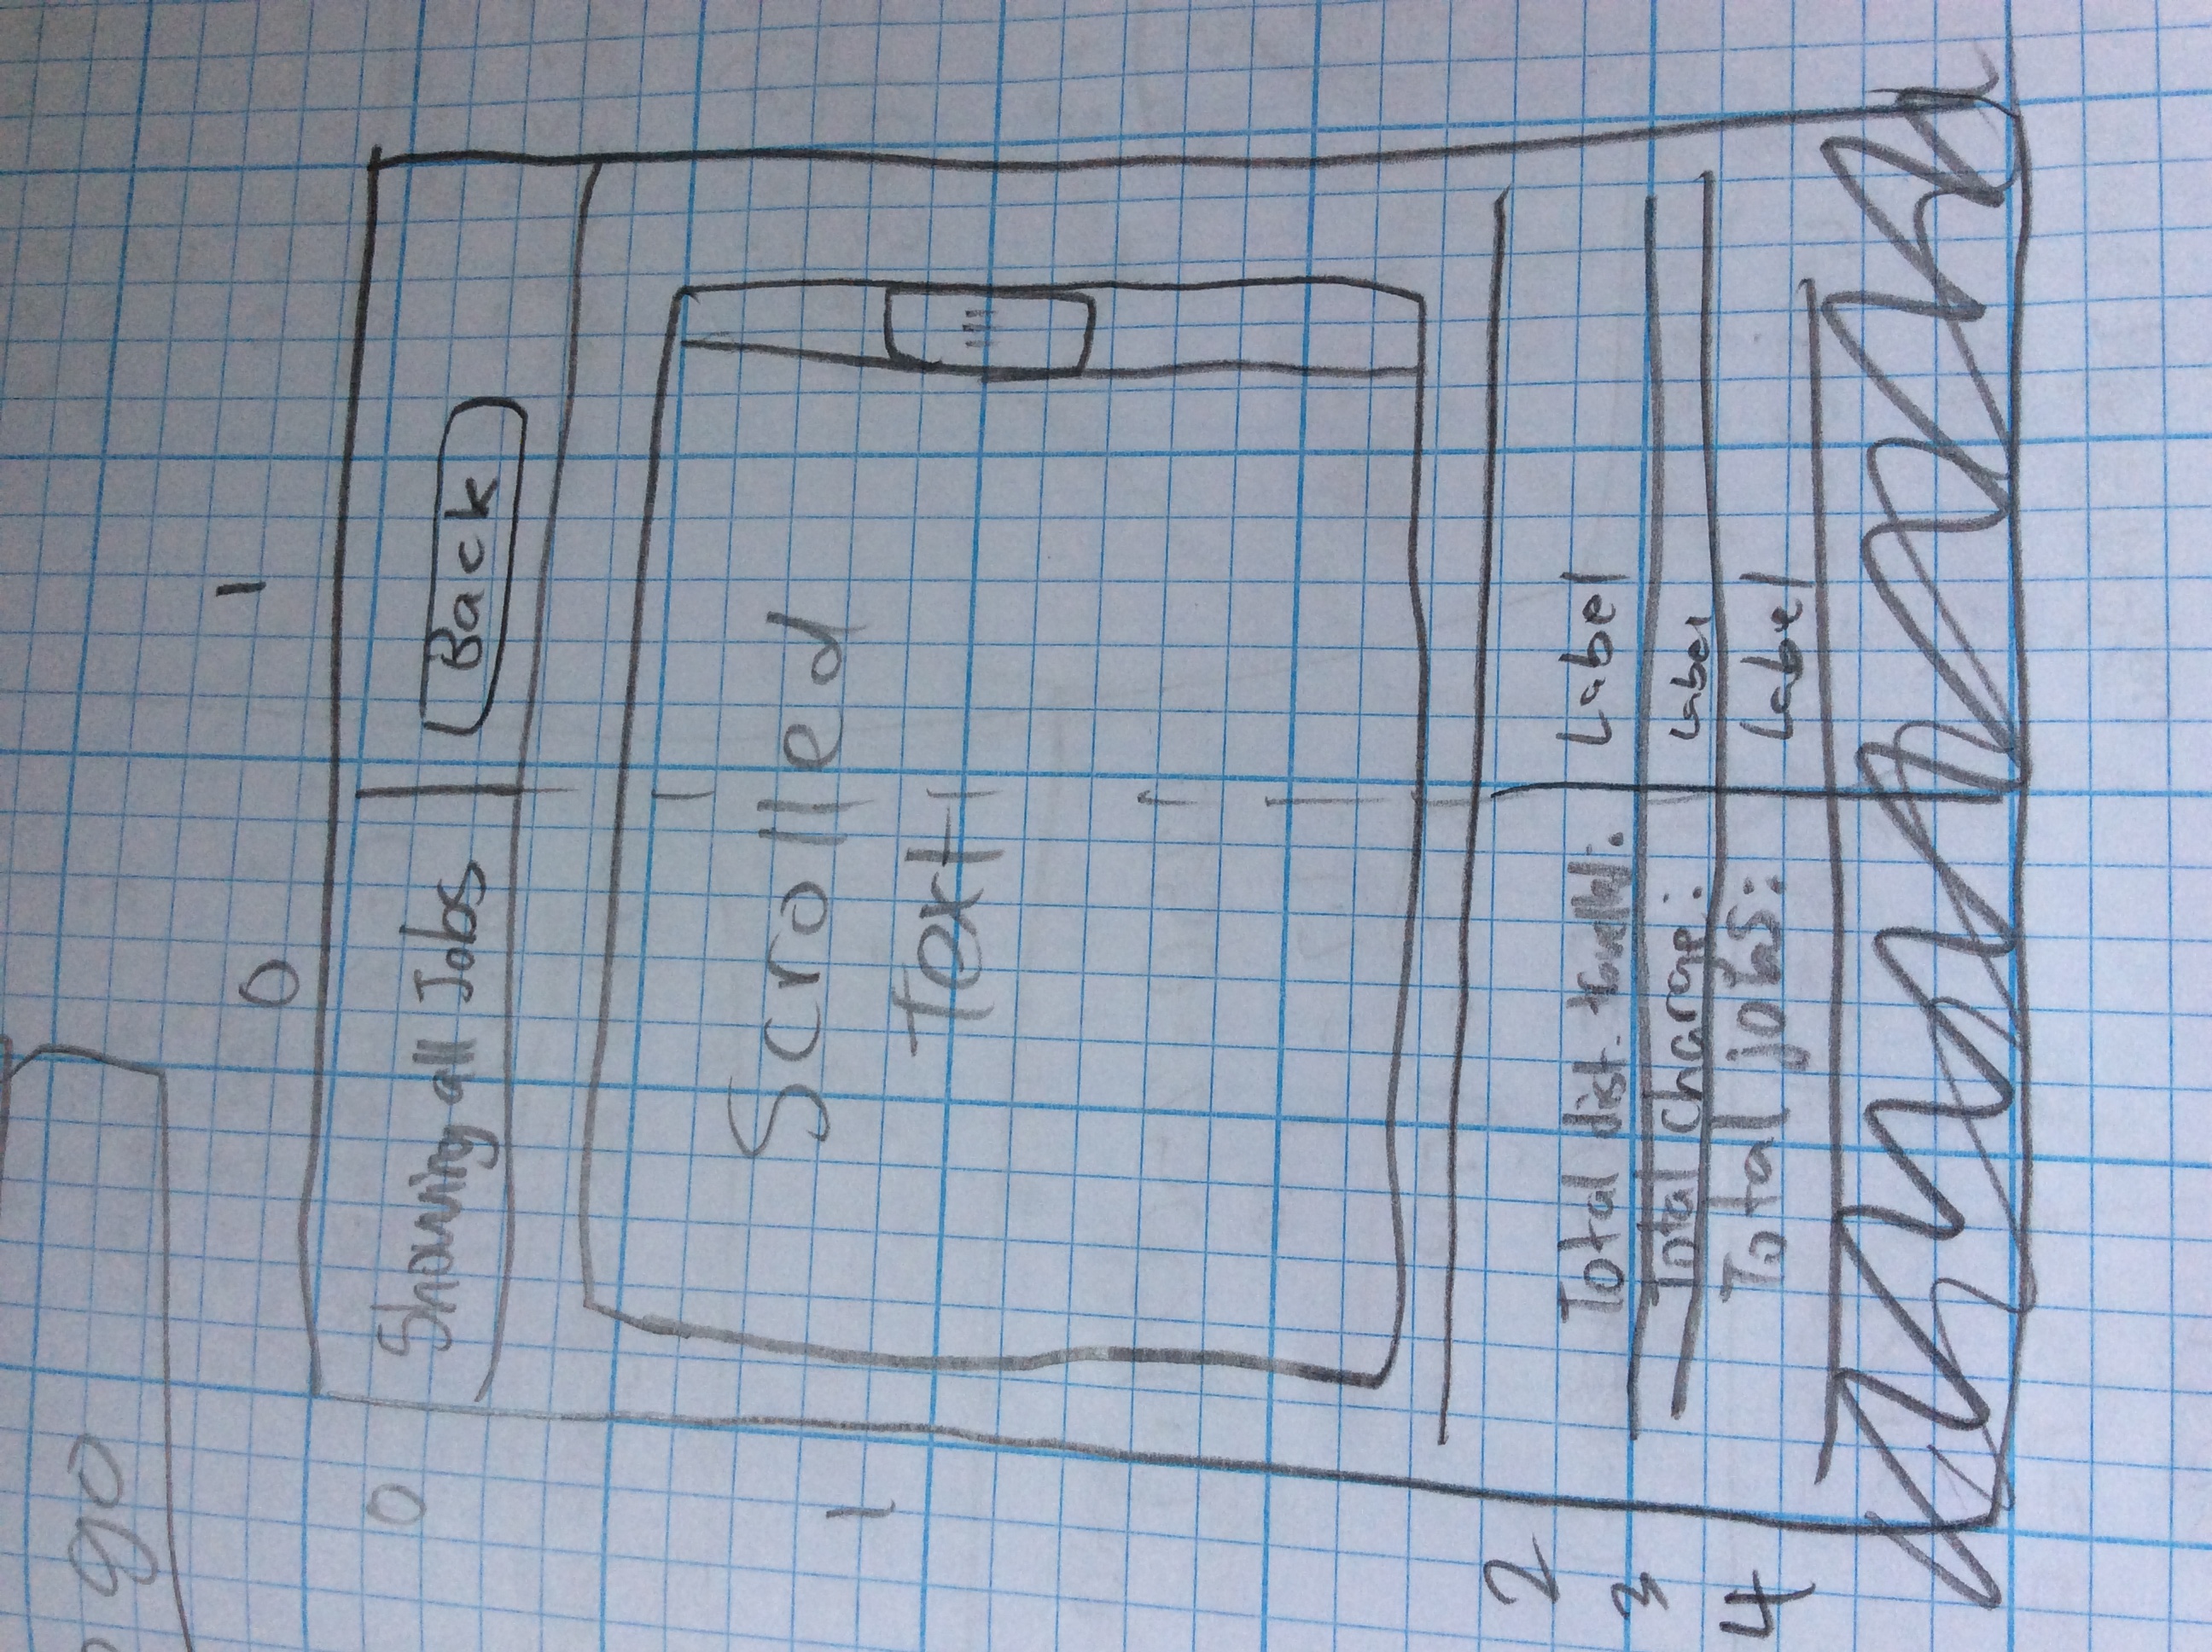 go
0 1
0 Showing all Jobs Back
1 Scrolled
Text
2 Total dist. travelled: Label
3 Total charge: Label
4 Total jobs: Label